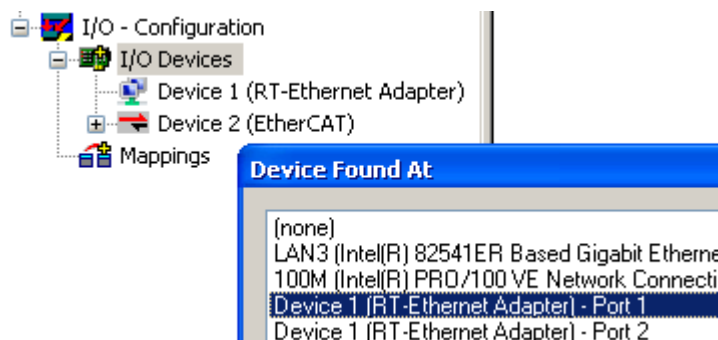 I/O - Configuration
I/O Devices
Device 1 (RT-Ethernet Adapter)
Device 2 (EtherCAT)
Mappings
Device Found At
(none)
LAN3 (Intel(R) 82541ER Based Gigabit Etherne
100M (Intel(R) PRO/100 VE Network Connecti
Device 1 (RT-Ethernet Adapter) - Port 1
Device 1 (RT-Ethernet Adapter) - Port 2